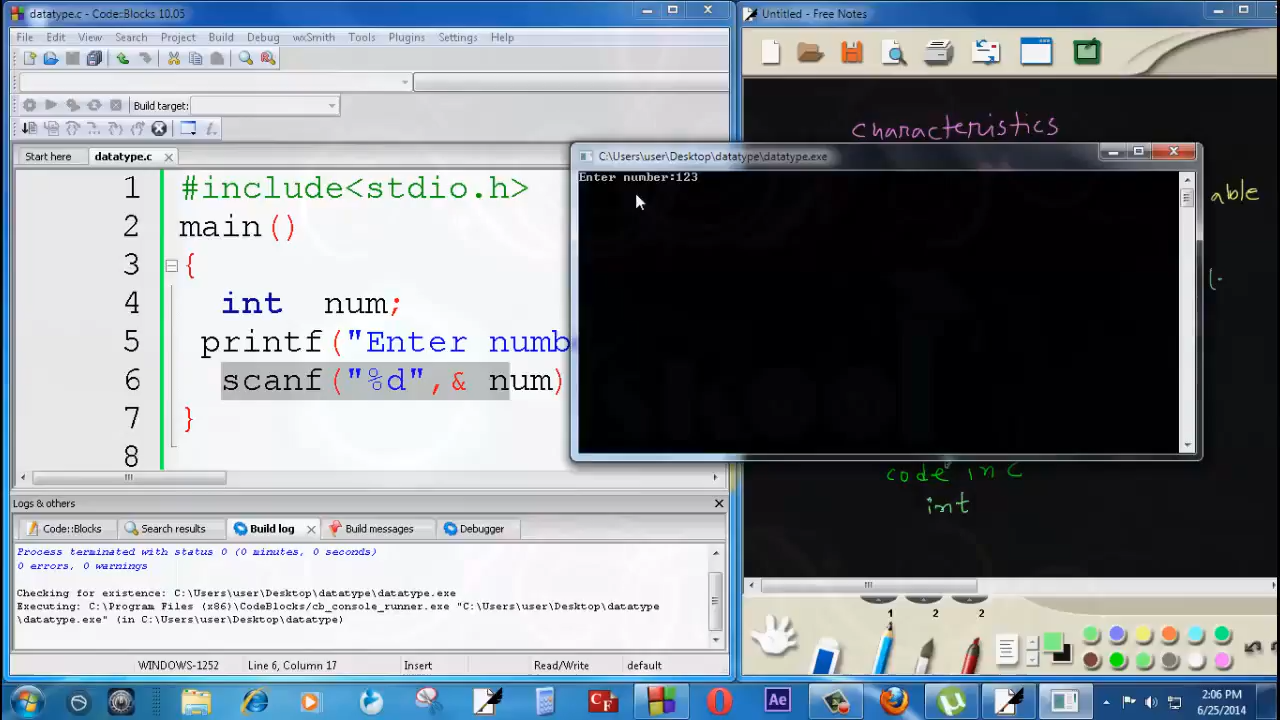 datatype.c - Code::Blocks 10.05
File Edit View Search Project Build Debug wxSmith Tools Plugins Settings Help
Build target:
Start here datatype.c
1 #include<stdio.h>
2 main()
3 {
4 int num;
5 printf("Enter numb
6 scanf("%d",& num)
7 }
8
Logs & others
Code::Blocks Search results Build log Build messages Debugger
Process terminated with status 0 (0 minutes, 0 seconds)
0 errors, 0 warnings
Checking for existence: C:\Users\user\Desktop\datatype\datatype.exe
Executing: C:\Program Files (x86)\CodeBlocks/cb_console_runner.exe "C:\Users\user\Desktop\datatype
\datatype.exe" (in C:\Users\user\Desktop\datatype)
WINDOWS-1252 Line 6, Column 17 Insert Read/Write default
Untitled - Free Notes
characteristics
able
C:\Users\user\Desktop\datatype\datatype.exe
Enter number:123
code in C
int
1 2 2
CF Ae
2:06 PM
6/25/2014